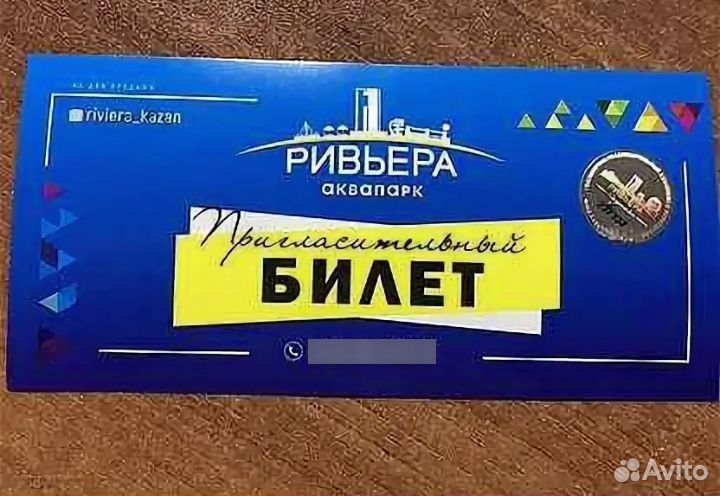 riviera_kazan
РИВЬЕРА
аквапарк
Пригласительный
БИЛЕТ
Avito